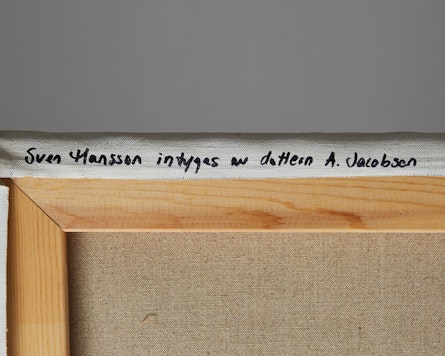 Sven Hansson intygas av dottern A. Jacobsen